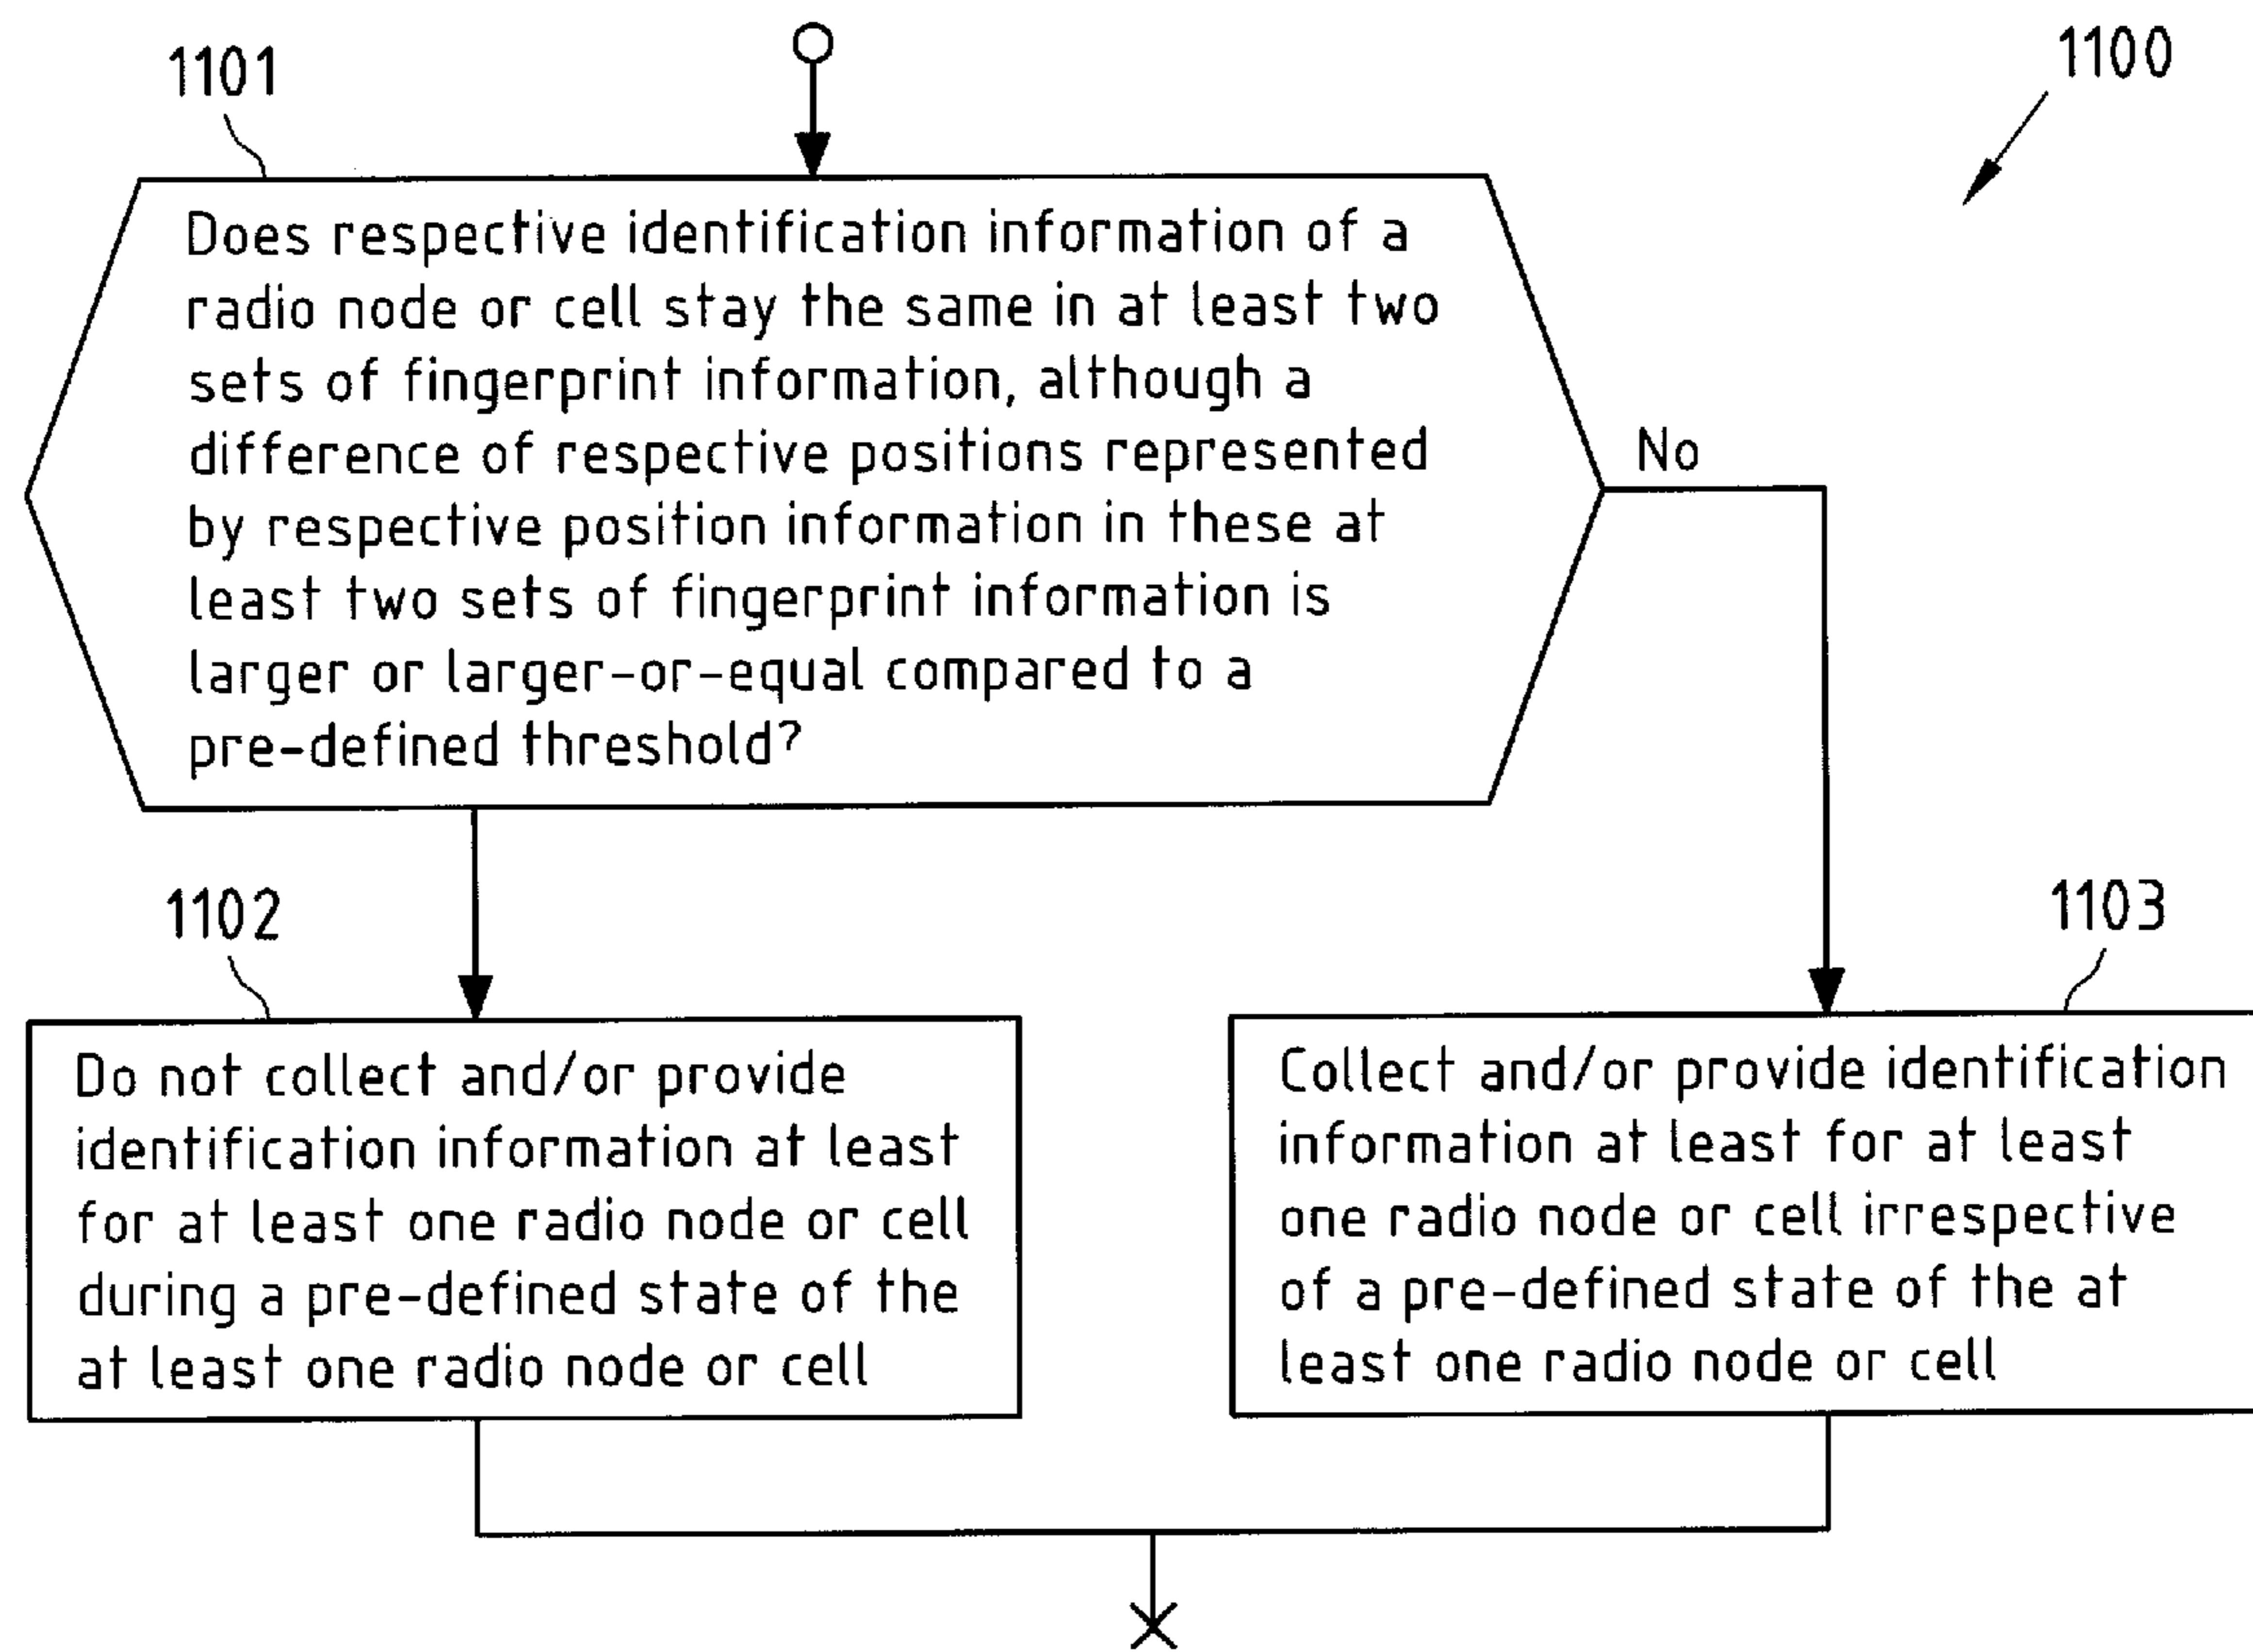 1101
1100
Does respective identification information of a
radio node or cell stay the same in at least two
sets of fingerprint information, although a
difference of respective positions represented
by respective position information in these at
least two sets of fingerprint information is
larger or larger-or-equal compared to a
pre-defined threshold?
No
1102
1103
Do not collect and/or provide
identification information at least
for at least one radio node or cell
during a pre-defined state of the
at least one radio node or cell
Collect and/or provide identification
information at least for at least
one radio node or cell irrespective
of a pre-defined state of the at
least one radio node or cell